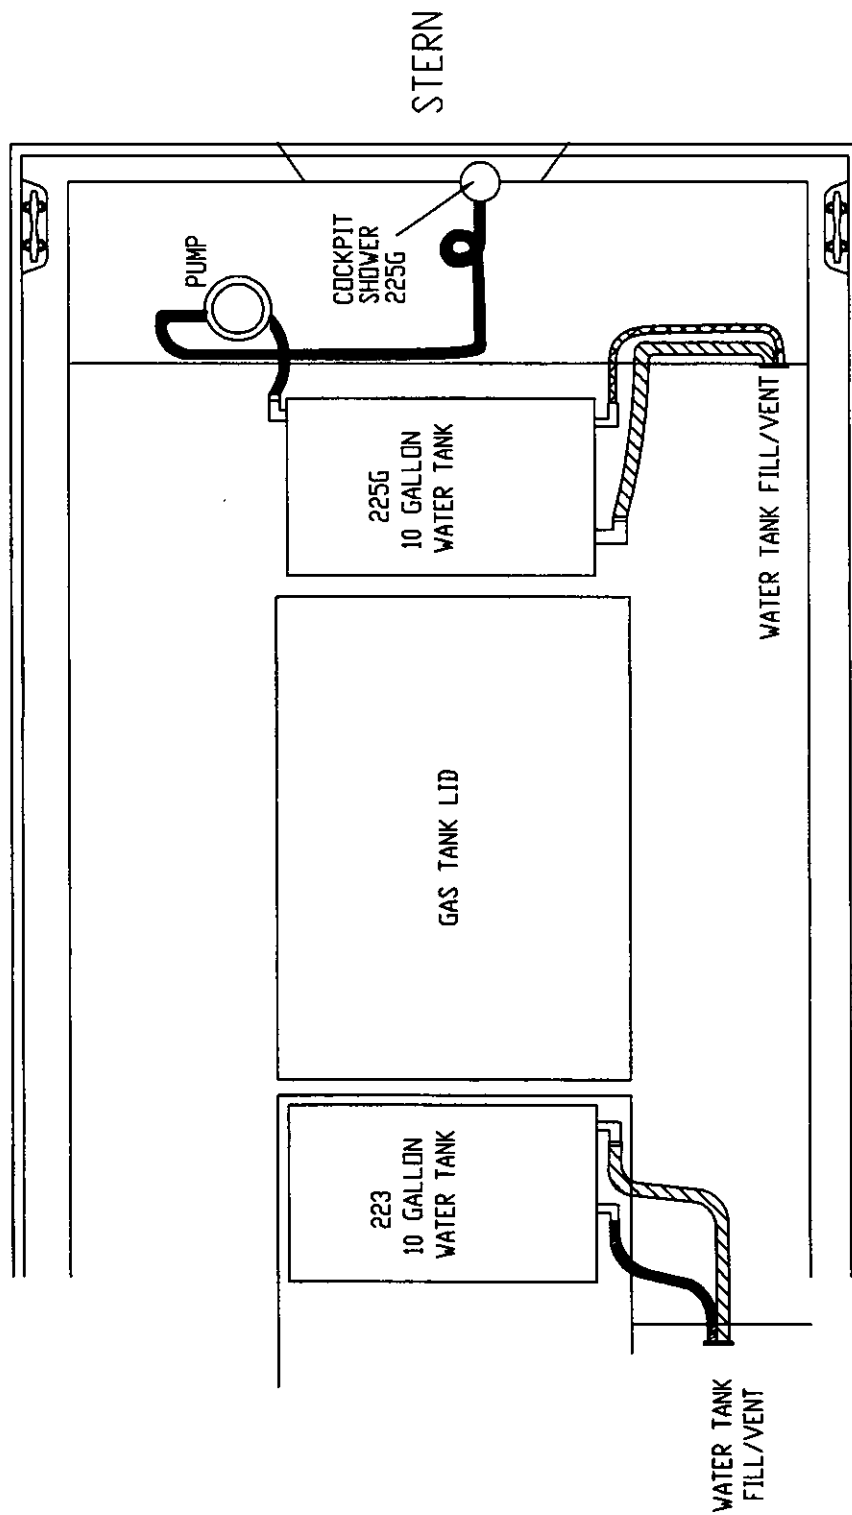 STERN
PUMP
COCKPIT
SHOWER
225G
225G
10 GALLON
WATER TANK
WATER TANK FILL/VENT
GAS TANK LID
223
10 GALLON
WATER TANK
WATER TANK
FILL/VENT